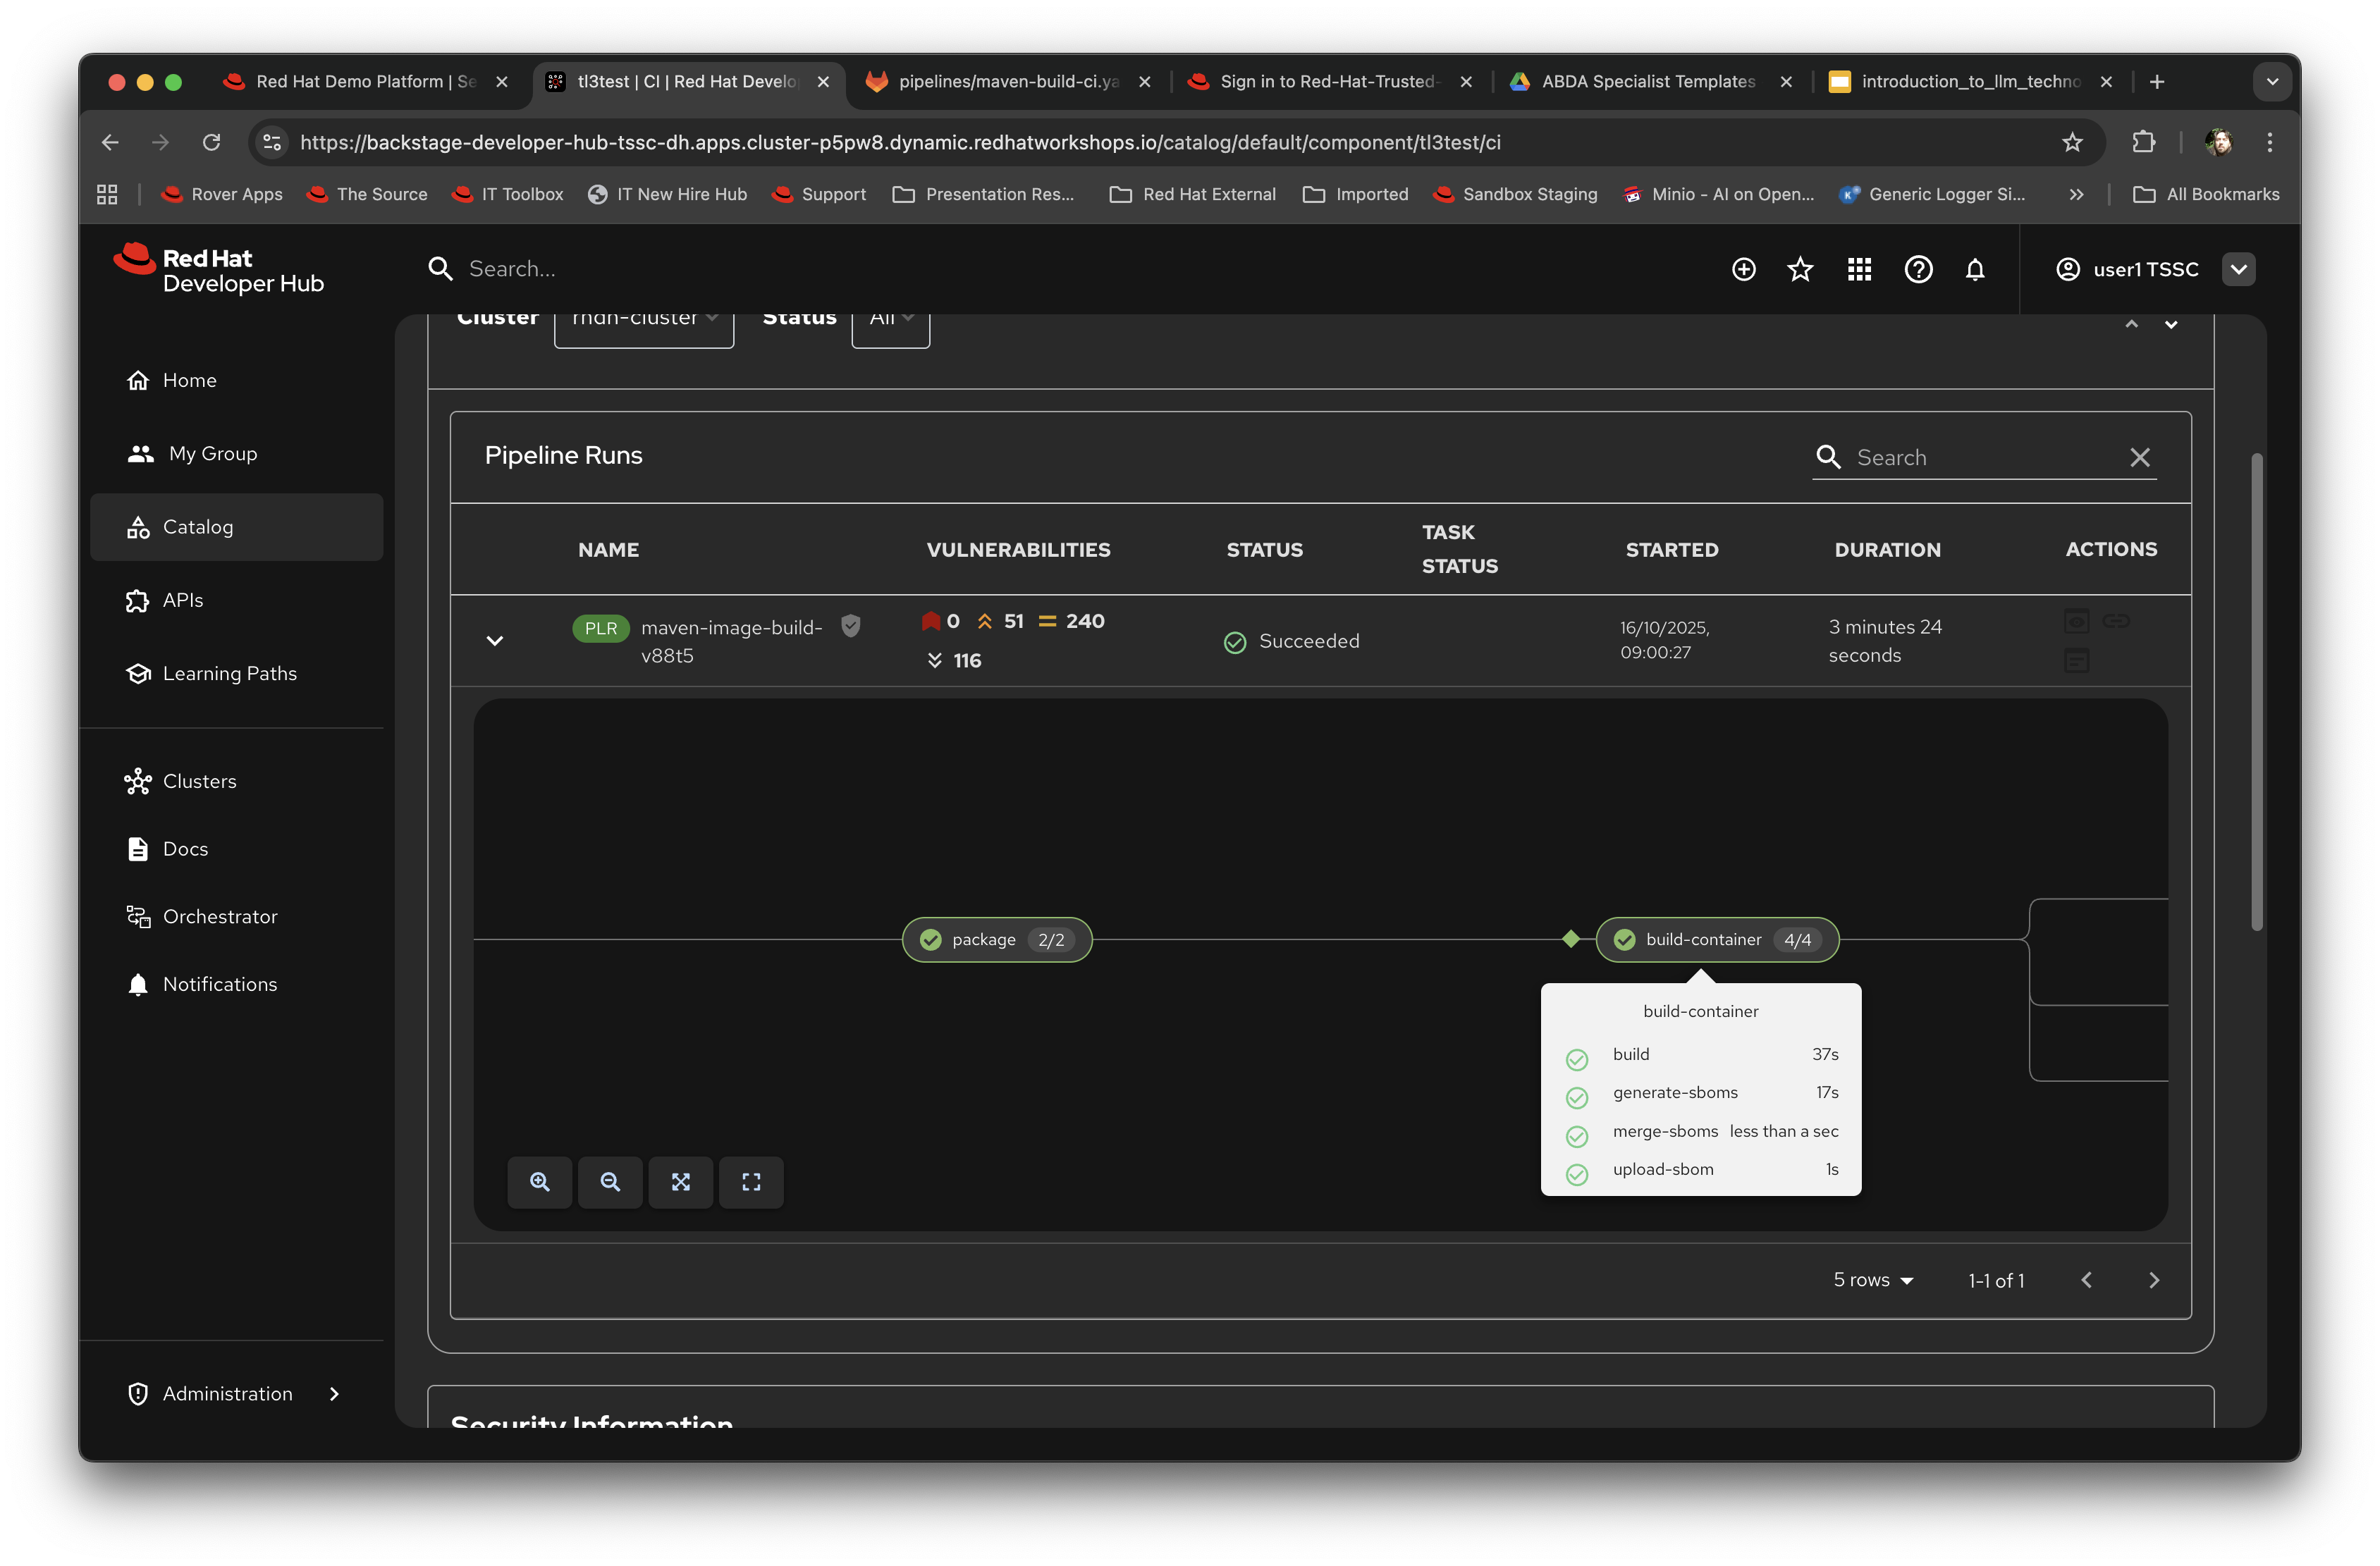 Red Hat Demo Platform | Se
tl3test | CI | Red Hat Develo
pipelines/maven-build-ci.ya
Sign in to Red-Hat-Trusted-
ABDA Specialist Templates
introduction_to_llm_techno
https://backstage-developer-hub-tssc-dh.apps.cluster-p5pw8.dynamic.redhatworkshops.io/catalog/default/component/tl3test/ci
Rover Apps
The Source
IT Toolbox
IT New Hire Hub
Support
Presentation Res...
Red Hat External
Imported
Sandbox Staging
Minio - AI on Open...
Generic Logger Si...
All Bookmarks
Red Hat
Developer Hub
Search...
user1 TSSC
Home
My Group
Catalog
APIs
Learning Paths
Clusters
Docs
Orchestrator
Notifications
Administration
Cluster
rhdh-cluster
Status
All
Pipeline Runs
Search
NAME
VULNERABILITIES
STATUS
TASK
STATUS
STARTED
DURATION
ACTIONS
PLR
maven-image-build-
v88t5
0 51 240
116
Succeeded
16/10/2025,
09:00:27
3 minutes 24
seconds
package 2/2
build-container 4/4
build-container
build 37s
generate-sboms 17s
merge-sboms less than a sec
upload-sbom 1s
5 rows
1-1 of 1
Security Information